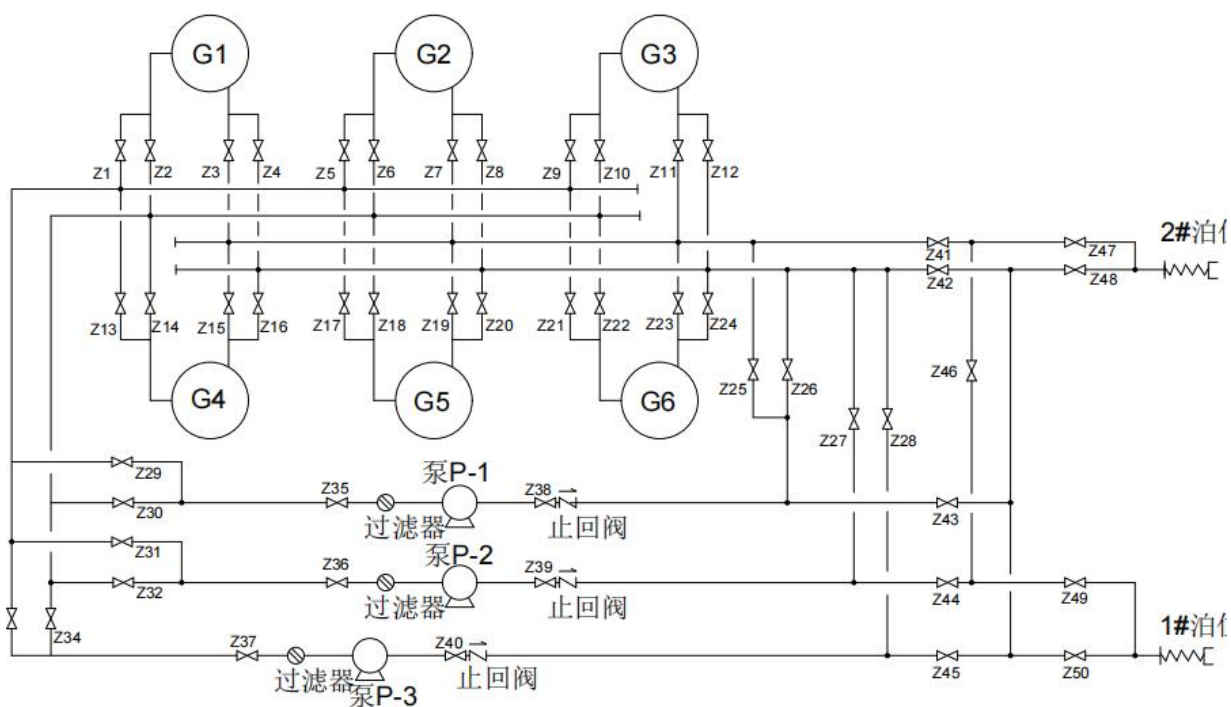 G1 G2 G3
Z1 Z2 Z3 Z4 Z5 Z6 Z7 Z8 Z9 Z10 Z11 Z12
2#泊
Z41 Z47
Z42 Z48
Z13 Z14 Z15 Z16 Z17 Z18 Z19 Z20 Z21 Z22 Z23 Z24
Z25 Z26 Z46
G4 G5 G6
Z27 Z28
Z29
泵P-1
Z30 Z35 Z38 Z43
过滤器 止回阀
Z31
泵P-2
Z32 Z36 Z39 Z44 Z49
过滤器 止回阀
1#泊
Z34 Z37 Z40 Z45 Z50
过滤器 止回阀
泵P-3